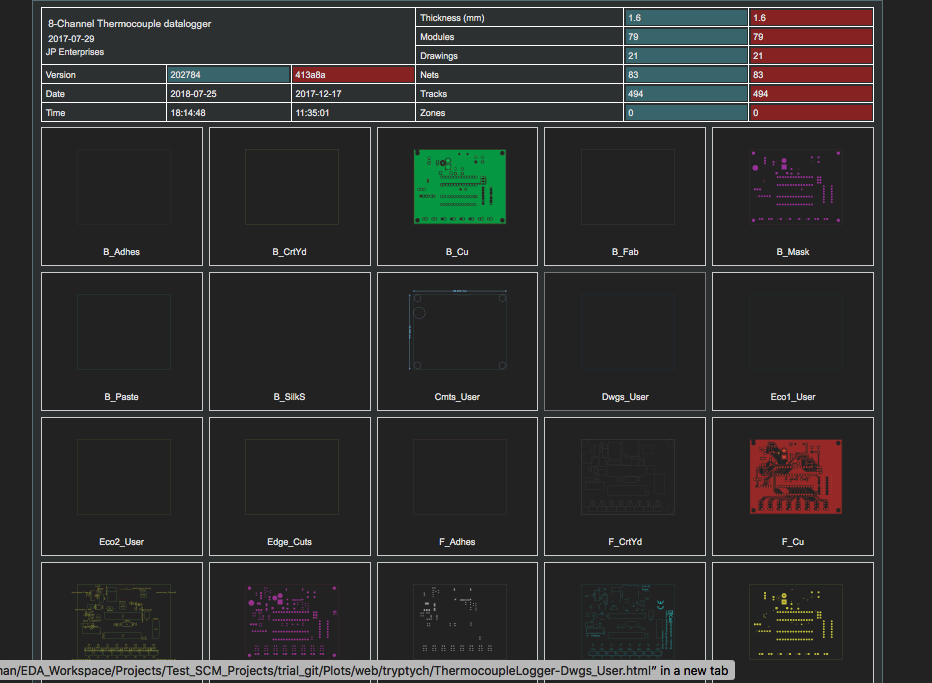 8-Channel Thermocouple datalogger
2017-07-29
JP Enterprises
Version 202784 413a8a
Date 2018-07-25 2017-12-17
Time 18:14:48 11:35:01
Thickness (mm) 1.6 1.6
Modules 79 79
Drawings 21 21
Nets 83 83
Tracks 494 494
Zones 0 0
B_Adhes B_CrtYd B_Cu B_Fab B_Mask
B_Paste B_SilkS Cmts_User Dwgs_User Eco1_User
Eco2_User Edge_Cuts F_Adhes F_CrtYd F_Cu
man/EDA_Workspace/Projects/Test_SCM_Projects/trial_git/Plots/web/tryptych/ThermocoupleLogger-Dwgs_User.html" in a new tab